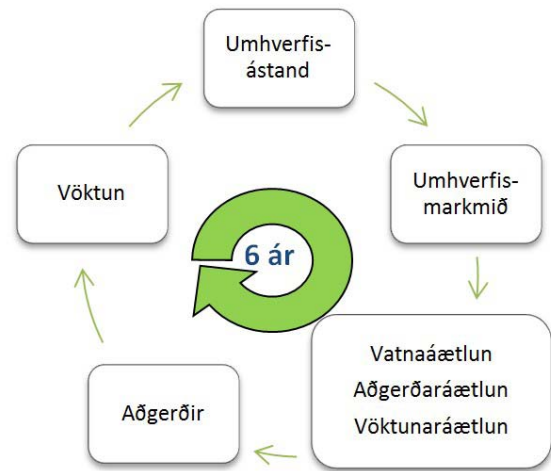 Umhverfis-
ástand
Umhverfis-
markmið
Vatnaáætlun
Aðgerðaráætlun
Vöktunaráætlun
Aðgerðir
Vöktun
6 ár